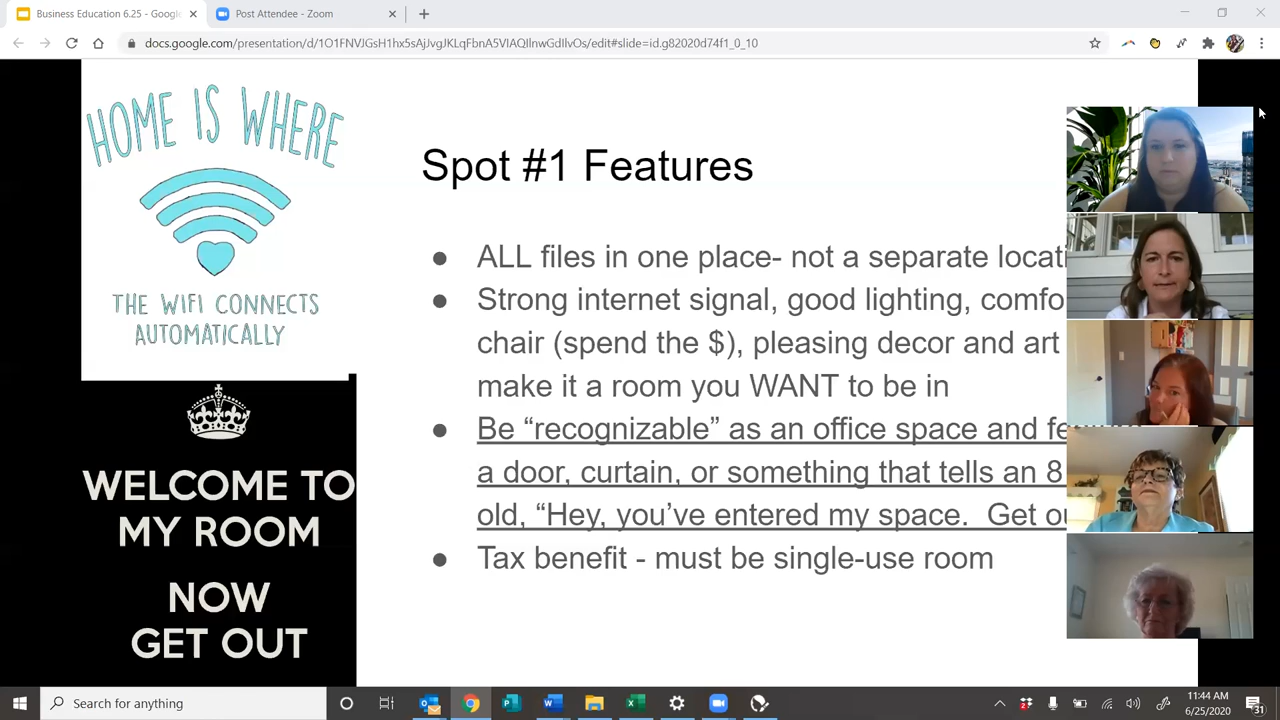 Business Education 6.25 - Google
Post Attendee - Zoom
docs.google.com/presentation/d/1O1FNVJGsH1hx5sAjJvgJKLqFbnA5VIAQIlnwGdIlvOs/edit#slide=id.g82020d74f1_0_10
HOME IS WHERE
THE WIFI CONNECTS
AUTOMATICALLY
WELCOME TO
MY ROOM
NOW
GET OUT
Spot #1 Features
● ALL files in one place- not a separate locati
● Strong internet signal, good lighting, comfo
chair (spend the $), pleasing decor and art
make it a room you WANT to be in
● Be “recognizable” as an office space and fe
a door, curtain, or something that tells an 8
old, “Hey, you’ve entered my space. Get ou
● Tax benefit - must be single-use room
Search for anything
11:44 AM
6/25/2020
31